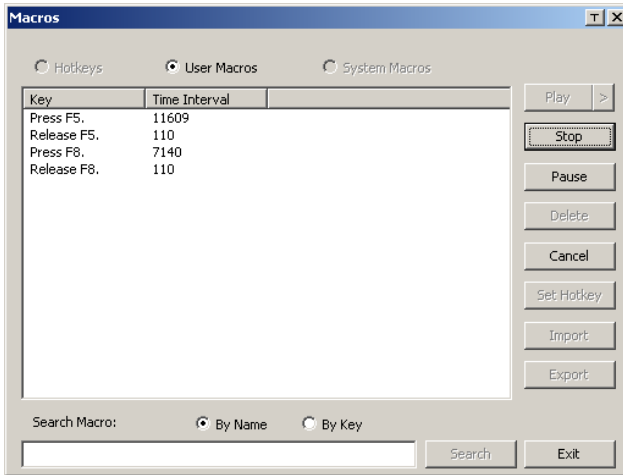 Macros
T X
Hotkeys User Macros System Macros
Key Time Interval
Press F5. 11609
Release F5. 110
Press F8. 7140
Release F8. 110
Play >
Stop
Pause
Delete
Cancel
Set Hotkey
Import
Export
Search Macro: By Name By Key
Search Exit